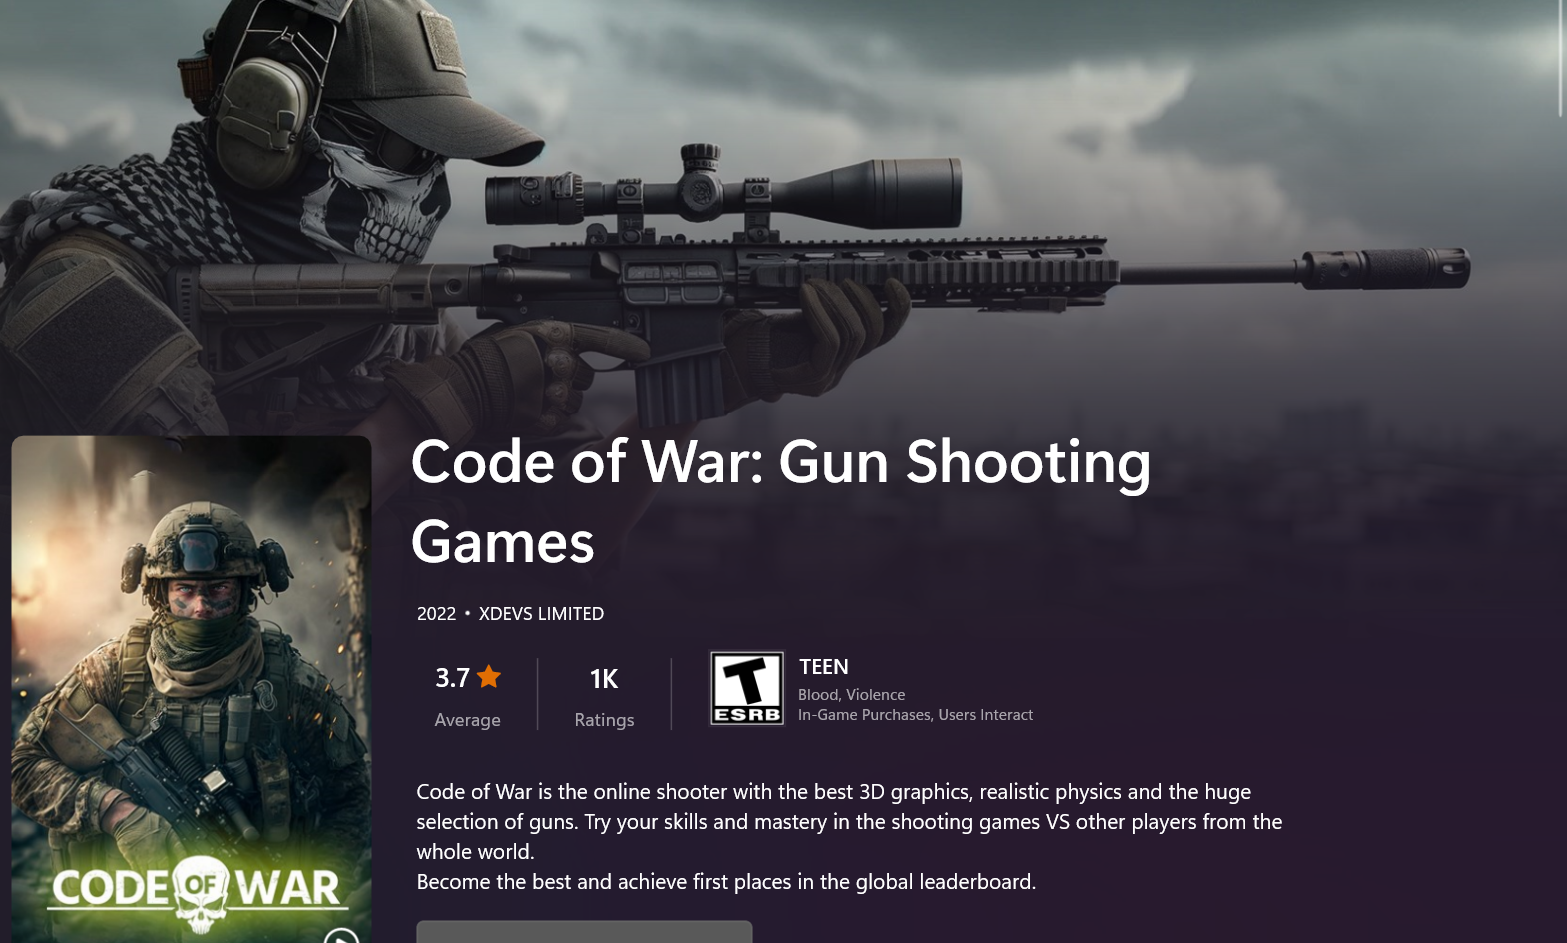 Code of War: Gun Shooting
Games
2022 • XDEVS LIMITED
3.7
Average
1K
Ratings
T
ESRB
TEEN
Blood, Violence
In-Game Purchases, Users Interact
Code of War is the online shooter with the best 3D graphics, realistic physics and the huge
selection of guns. Try your skills and mastery in the shooting games VS other players from the
whole world.
Become the best and achieve first places in the global leaderboard.
CODE OF WAR